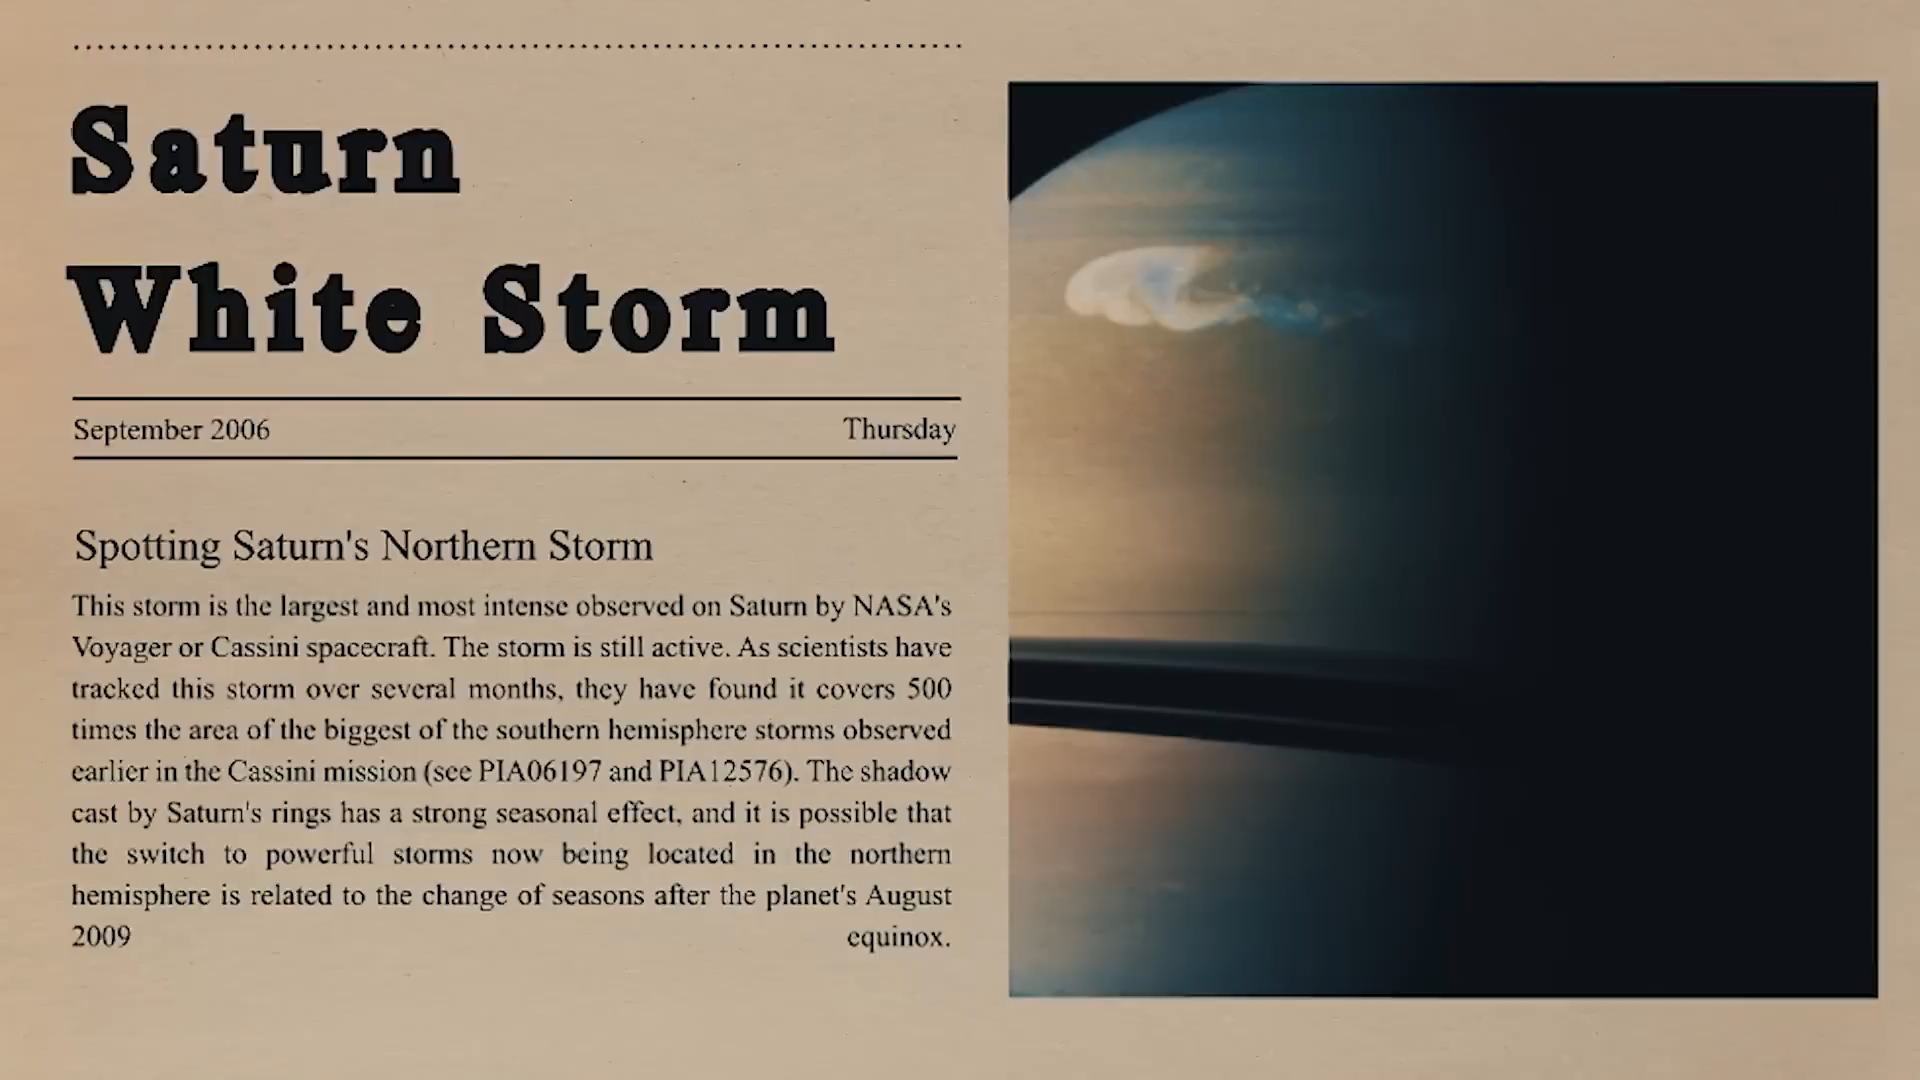 Saturn
White Storm
September 2006 Thursday
Spotting Saturn's Northern Storm
This storm is the largest and most intense observed on Saturn by NASA's
Voyager or Cassini spacecraft. The storm is still active. As scientists have
tracked this storm over several months, they have found it covers 500
times the area of the biggest of the southern hemisphere storms observed
earlier in the Cassini mission (see PIA06197 and PIA12576). The shadow
cast by Saturn's rings has a strong seasonal effect, and it is possible that
the switch to powerful storms now being located in the northern
hemisphere is related to the change of seasons after the planet's August
2009 equinox.